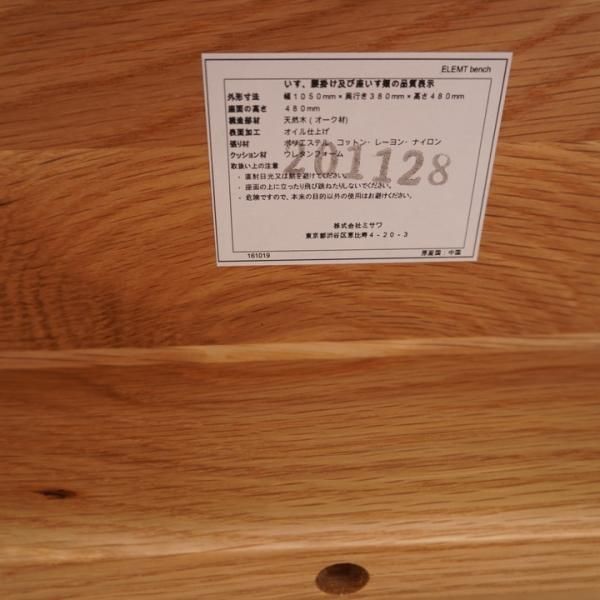 ELEMT bench
いす、腰掛け及び座いす類の品質表示
外形寸法 幅1050mm×奥行き380mm×高さ480mm
座面の高さ 480mm
構造部材 天然木(オーク材)
表面加工 オイル仕上げ
張り材 ポリエステル・コットン・レーヨン・ナイロン
クッション材 ウレタンフォーム
取扱い上の注意
・ 直射日光又は熱を避けてください。
・ 座面の上に立ったり飛び跳ねたりしないでください。
・ 危険ですので、本来の目的以外の使用はお避けください。
201128
株式会社ミサワ
東京都渋谷区恵比寿4-20-3
161019 原産国:中国